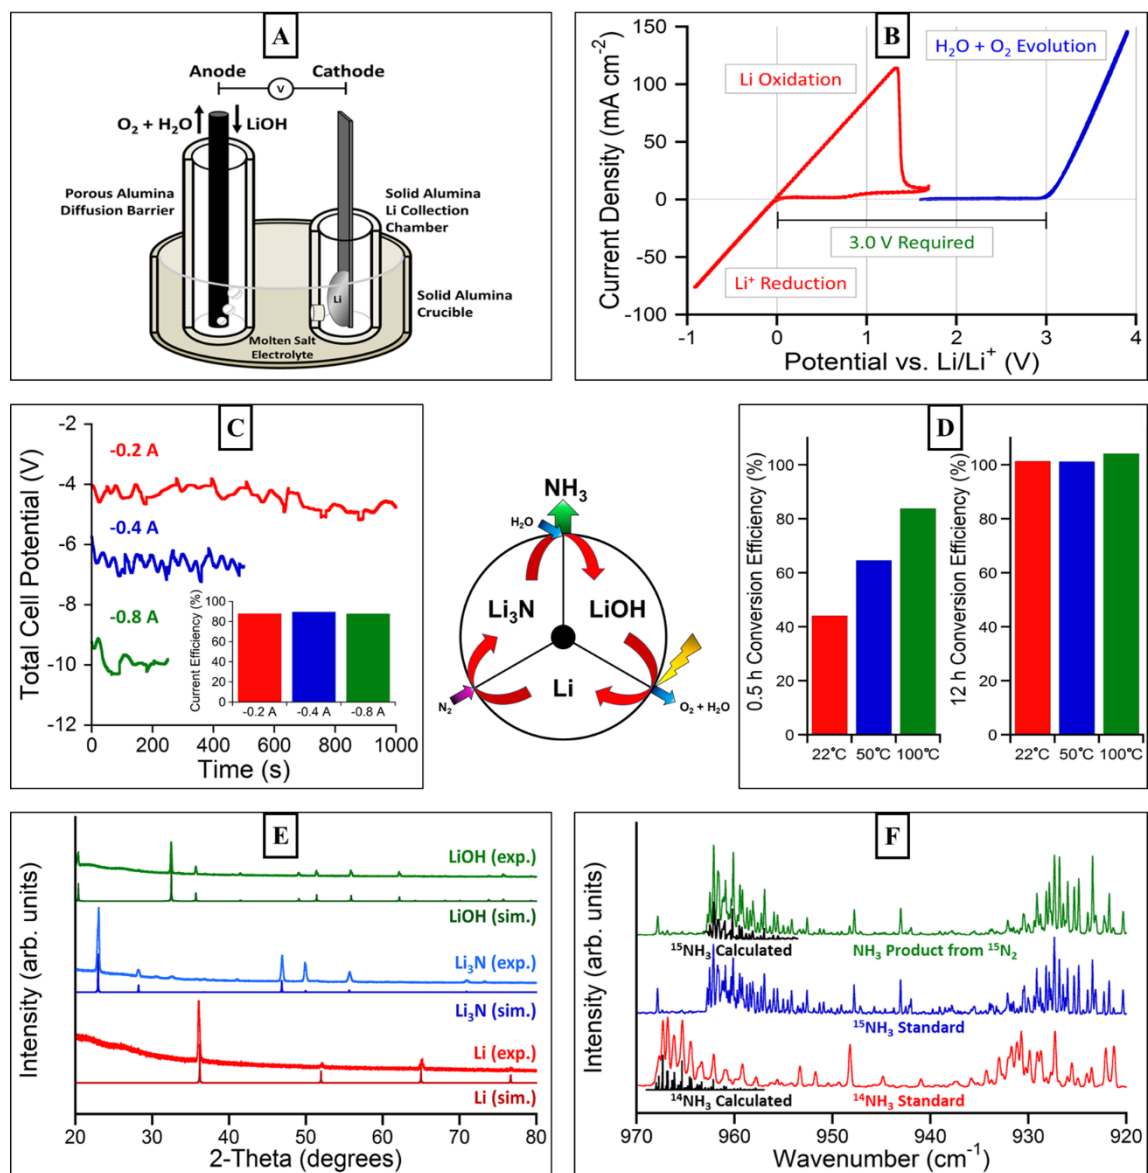 A
Anode
Cathode
V
O₂ + H₂O
LiOH
Porous Alumina
Diffusion Barrier
Solid Alumina
Li Collection
Chamber
Li
Solid Alumina
Crucible
Molten Salt
Electrolyte
B
Current Density (mA cm⁻²)
150
100
50
0
-50
-100
Li Oxidation
H₂O + O₂ Evolution
3.0 V Required
Li⁺ Reduction
-1 0 1 2 3 4
Potential vs. Li/Li⁺ (V)
C
Total Cell Potential (V)
-2
-4
-6
-8
-10
-12
-0.2 A
-0.4 A
-0.8 A
Current Efficiency (%)
100
80
60
40
20
0
-0.2 A -0.4 A -0.8 A
0 200 400 600 800 1000
Time (s)
NH₃
H₂O
Li₃N
LiOH
Li
N₂
O₂ + H₂O
D
0.5 h Conversion Efficiency (%)
100
80
60
40
20
0
22°C 50°C 100°C
12 h Conversion Efficiency (%)
100
80
60
40
20
0
22°C 50°C 100°C
E
Intensity (arb. units)
LiOH (exp.)
LiOH (sim.)
Li₃N (exp.)
Li₃N (sim.)
Li (exp.)
Li (sim.)
20 30 40 50 60 70 80
2-Theta (degrees)
F
Intensity (arb. units)
¹⁵NH₃ Calculated
NH₃ Product from ¹⁵N₂
¹⁵NH₃ Standard
¹⁴NH₃ Calculated
¹⁴NH₃ Standard
970 960 950 940 930 920
Wavenumber (cm⁻¹)